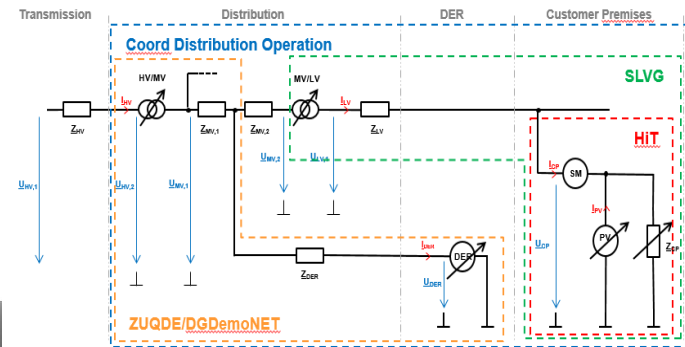 Transmission
Distribution
DER
Customer Premises
Coord Distribution Operation
SLVG
HV/MV
MV/LV
I_HV
I_LV
Z_HV
Z_MV,1
Z_MV,2
Z_LV
HiT
U_HV,1
U_HV,2
U_MV,1
U_MV,2
U_LV,1
I_CP
SM
I_PV
PV
Z_CP
U_CP
DER
Z_DER
U_DER
ZUQDE/DGDemoNET